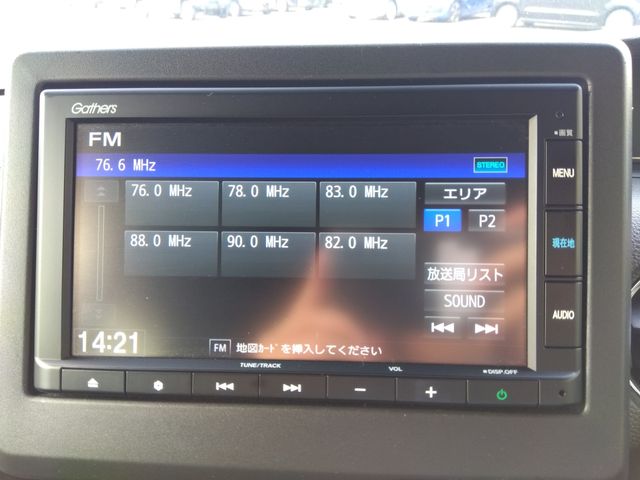 Gathers
FM
76.6 MHz
STEREO
76.0 MHz
78.0 MHz
83.0 MHz
エリア
P1
P2
88.0 MHz
90.0 MHz
82.0 MHz
放送局リスト
SOUND
14:21
FM
地図ｶｰﾄﾞを挿入してください
画質
MENU
現在地
AUDIO
TUNE/TRACK
VOL
DISP.OFF